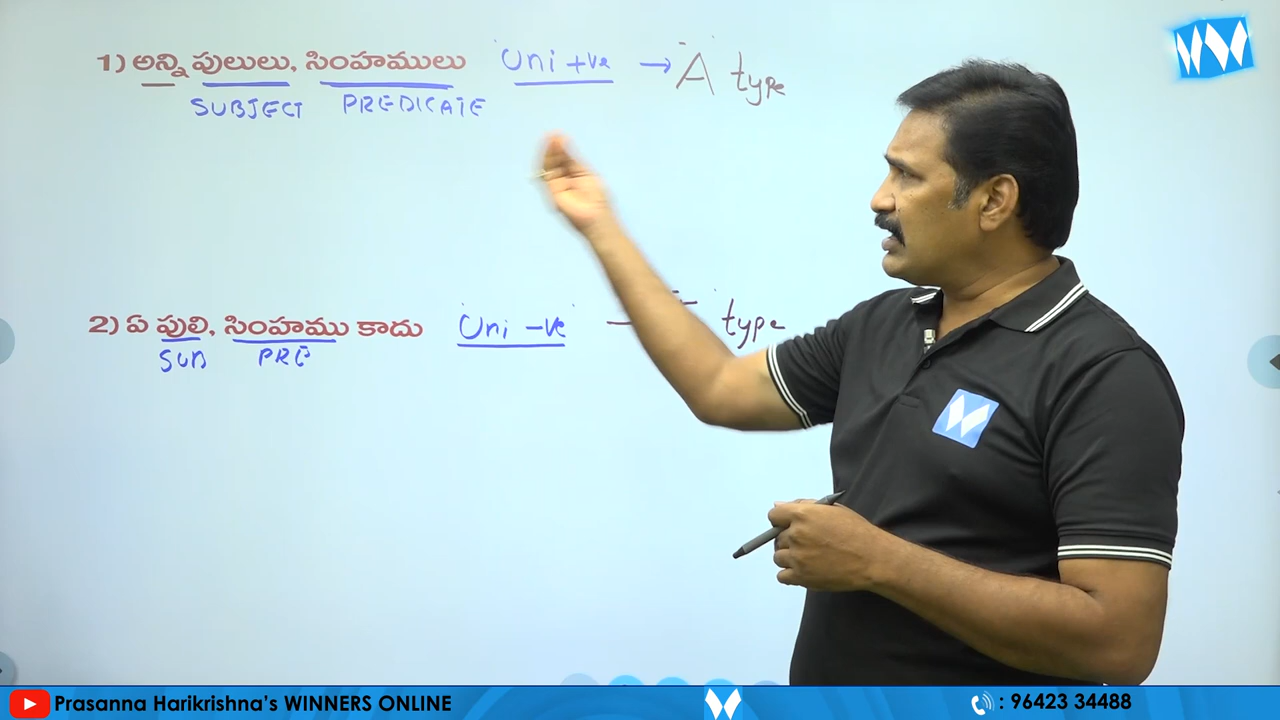 1) అన్ని పులులు, సింహములు Uni +ve → A type
SUBJECT PREDICATE
2) ఏ పులి, సింహము కాదు Uni -ve type
SUB PRE
Prasanna Harikrishna's WINNERS ONLINE : 96423 34488